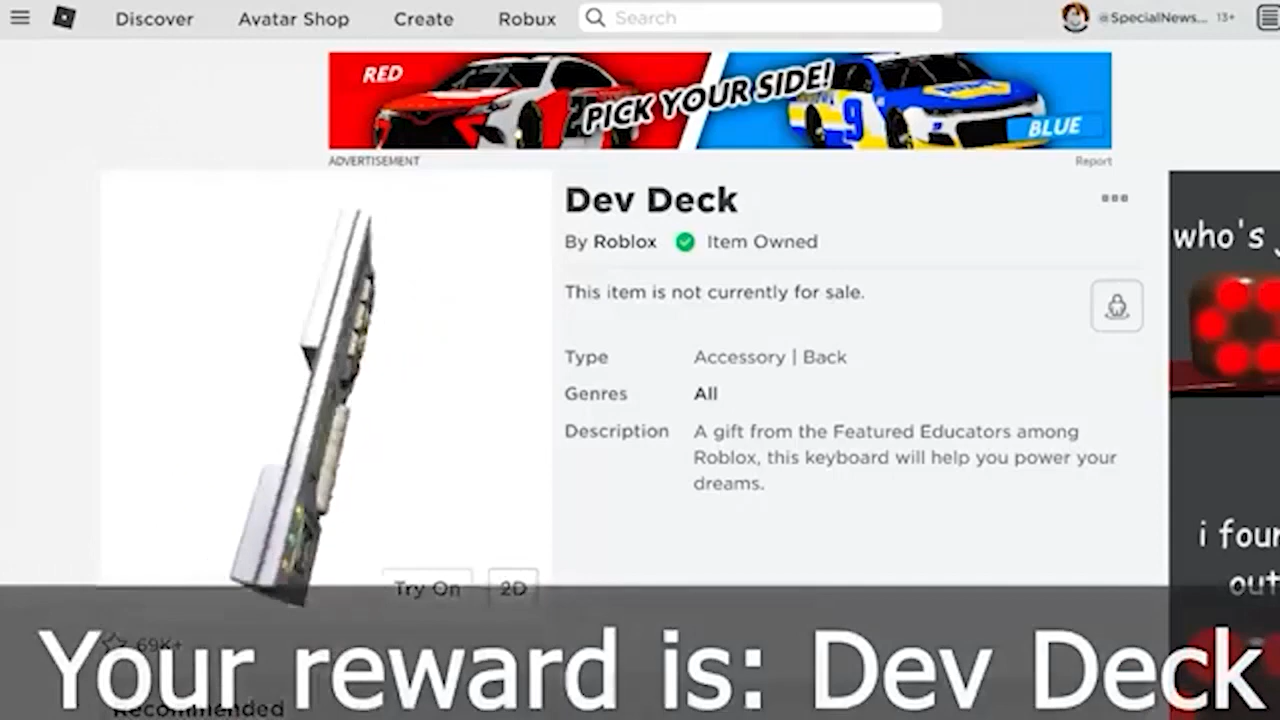 Discover Avatar Shop Create Robux Search @SpecialNews... 13+
RED PICK YOUR SIDE! 9 BLUE
ADVERTISEMENT Report
Dev Deck
By Roblox Item Owned
who's
This item is not currently for sale.
Type Accessory | Back
Genres All
Description A gift from the Featured Educators among
Roblox, this keyboard will help you power your
dreams.
i four
out
Try On 2D
69K+
Your reward is: Dev Deck
Recommended